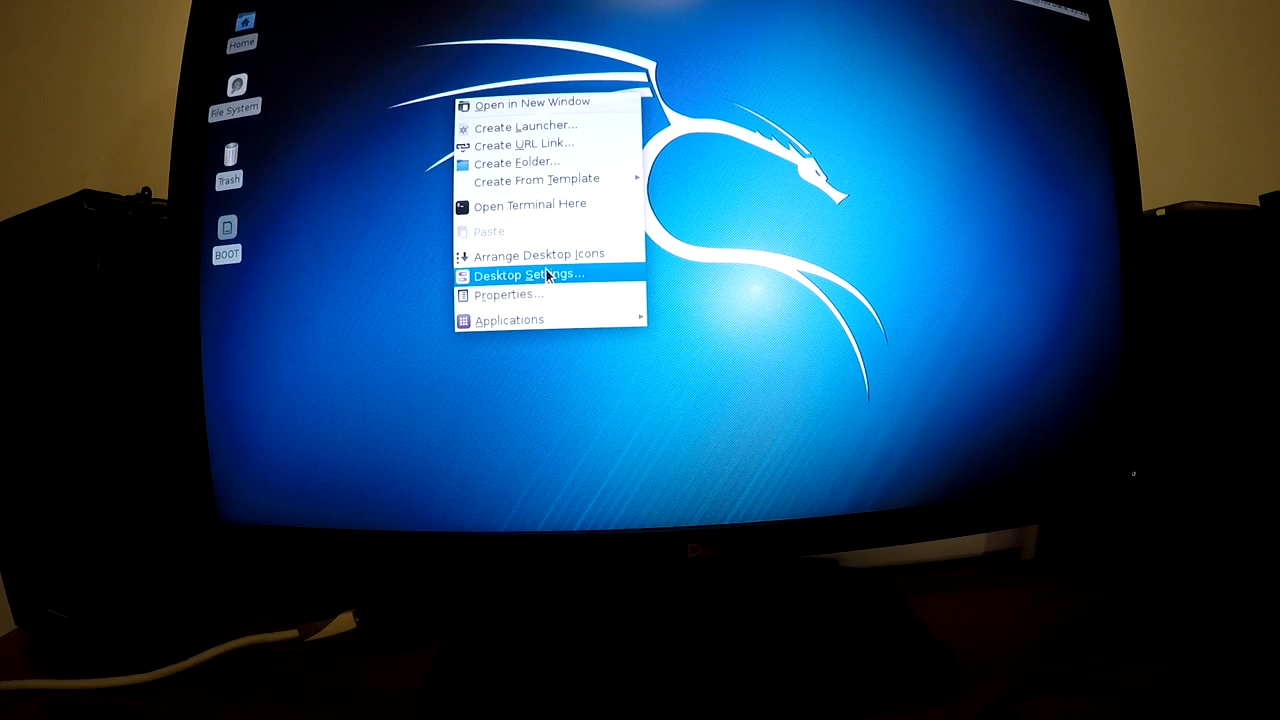 Home
File System
Trash
BOOT
Open in New Window
Create Launcher...
Create URL Link...
Create Folder...
Create From Template
Open Terminal Here
Paste
Arrange Desktop Icons
Desktop Settings...
Properties...
Applications